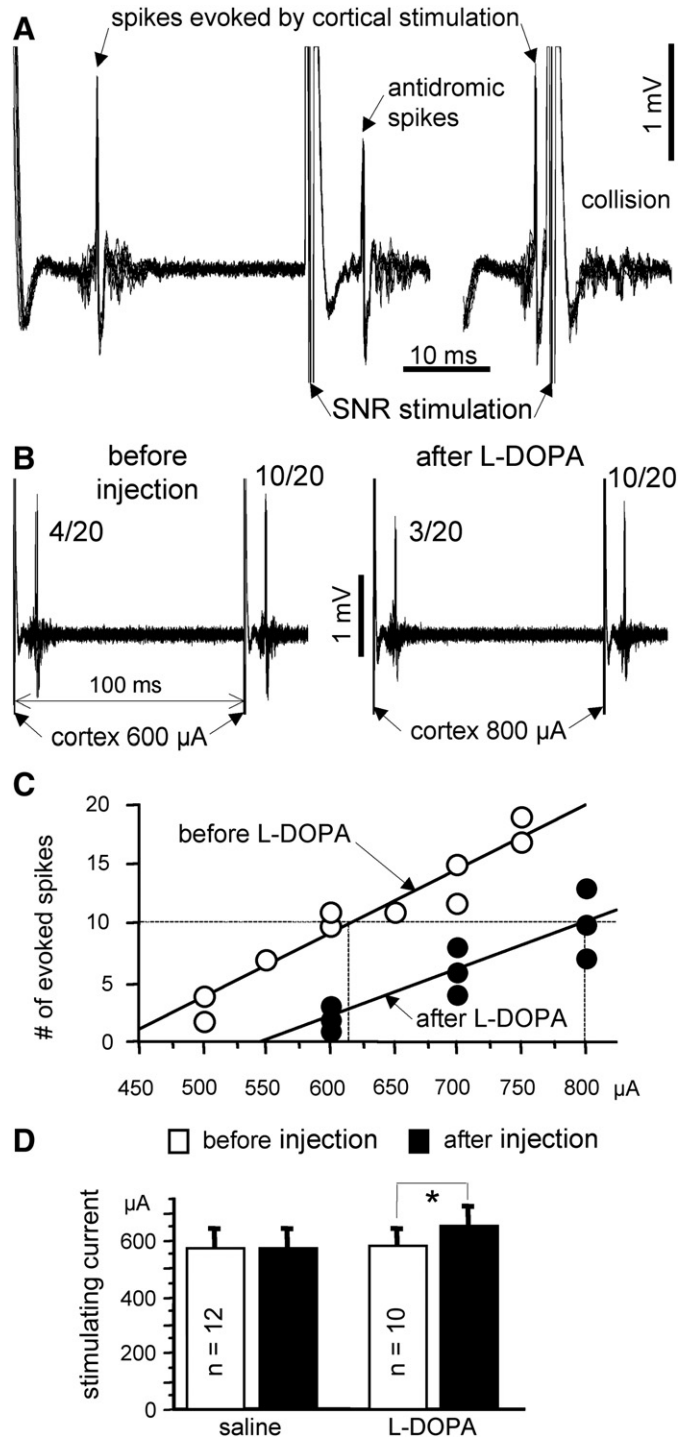 A
spikes evoked by cortical stimulation
antidromic
spikes
1 mV
collision
10 ms
SNR stimulation
B
before
injection
10/20
4/20
after L-DOPA
10/20
3/20
1 mV
100 ms
cortex 600 µA
cortex 800 µA
C
20
15
10
5
0
# of evoked spikes
before L-DOPA
after L-DOPA
450 500 550 600 650 700 750 800 µA
D
before injection
after injection
µA
600
400
200
0
stimulating current
*
n = 12
n = 10
saline
L-DOPA